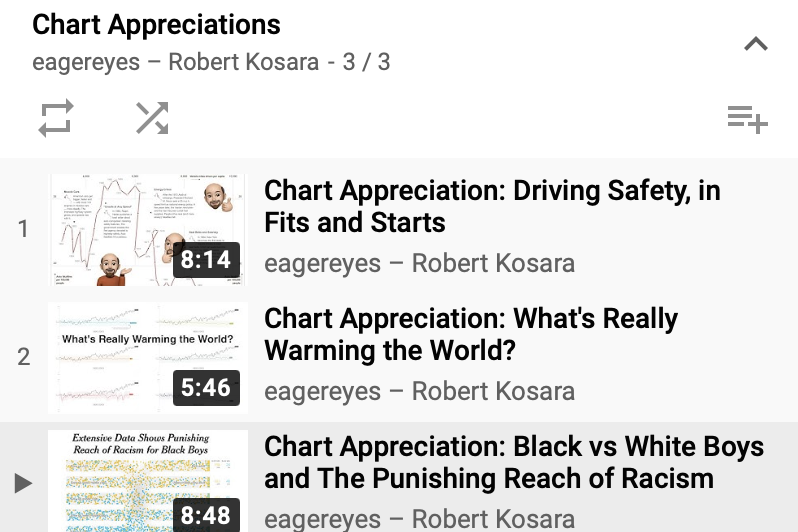 Chart Appreciations
eagereyes – Robert Kosara - 3 / 3
1
8:14
Chart Appreciation: Driving Safety, in
Fits and Starts
eagereyes – Robert Kosara
2
What's Really Warming the World?
5:46
Chart Appreciation: What's Really
Warming the World?
eagereyes – Robert Kosara
Extensive Data Shows Punishing
Reach of Racism for Black Boys
8:48
Chart Appreciation: Black vs White Boys
and The Punishing Reach of Racism
eagereyes – Robert Kosara